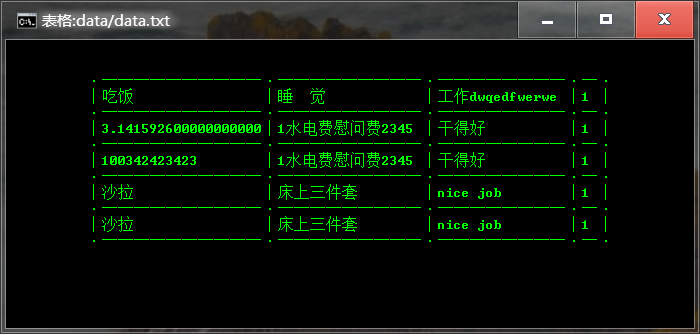 表格:data/data.txt
吃饭 睡 觉 工作dwqedfwerwe 1
3.141592600000000000 1水电费慰问费2345 干得好 1
100342423423 1水电费慰问费2345 干得好 1
沙拉 床上三件套 nice job 1
沙拉 床上三件套 nice job 1